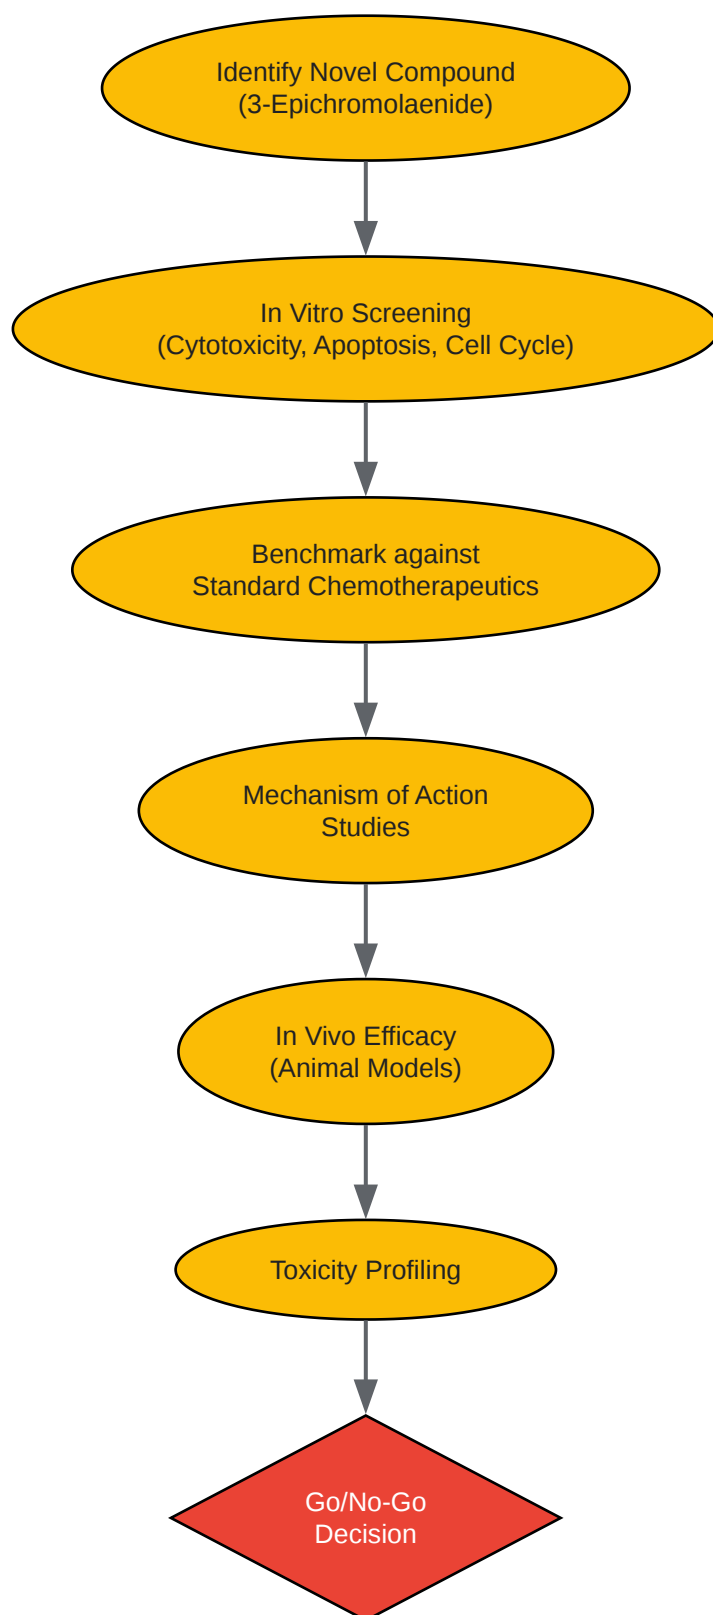 Identify Novel Compound
(3-Epichromolaenide)
In Vitro Screening
(Cytotoxicity, Apoptosis, Cell Cycle)
Benchmark against
Standard Chemotherapeutics
Mechanism of Action
Studies
In Vivo Efficacy
(Animal Models)
Toxicity Profiling
Go/No-Go
Decision